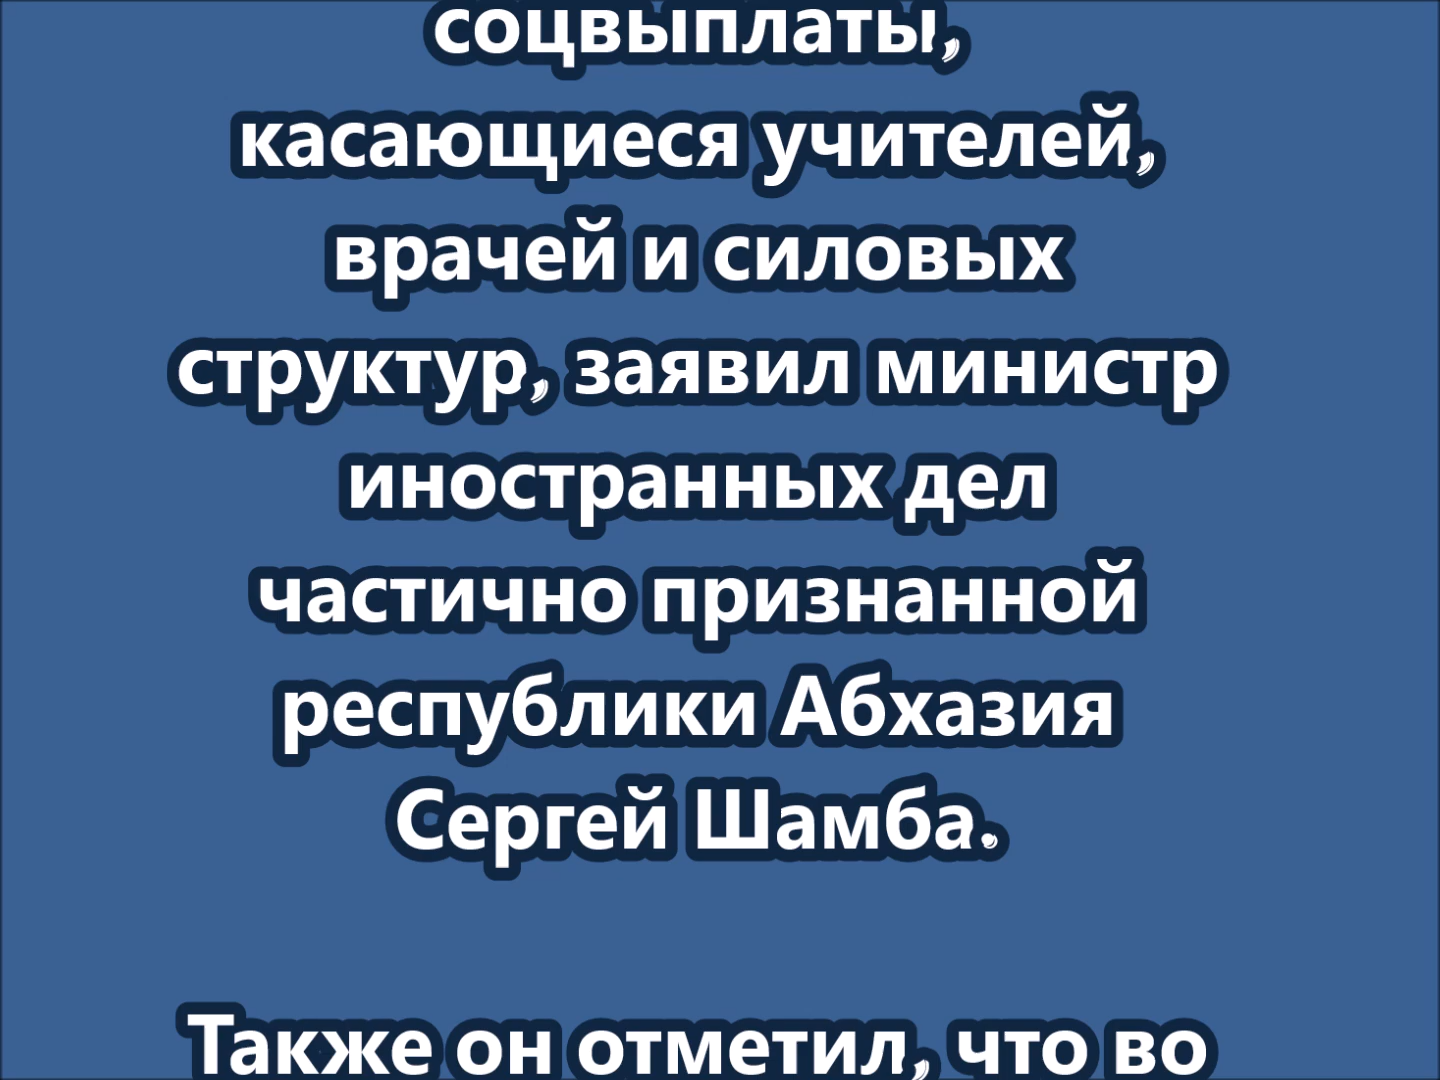 соцвыплаты,
касающиеся учителей,
врачей и силовых
структур, заявил министр
иностранных дел
частично признанной
республики Абхазия
Сергей Шамба.
Также он отметил, что во